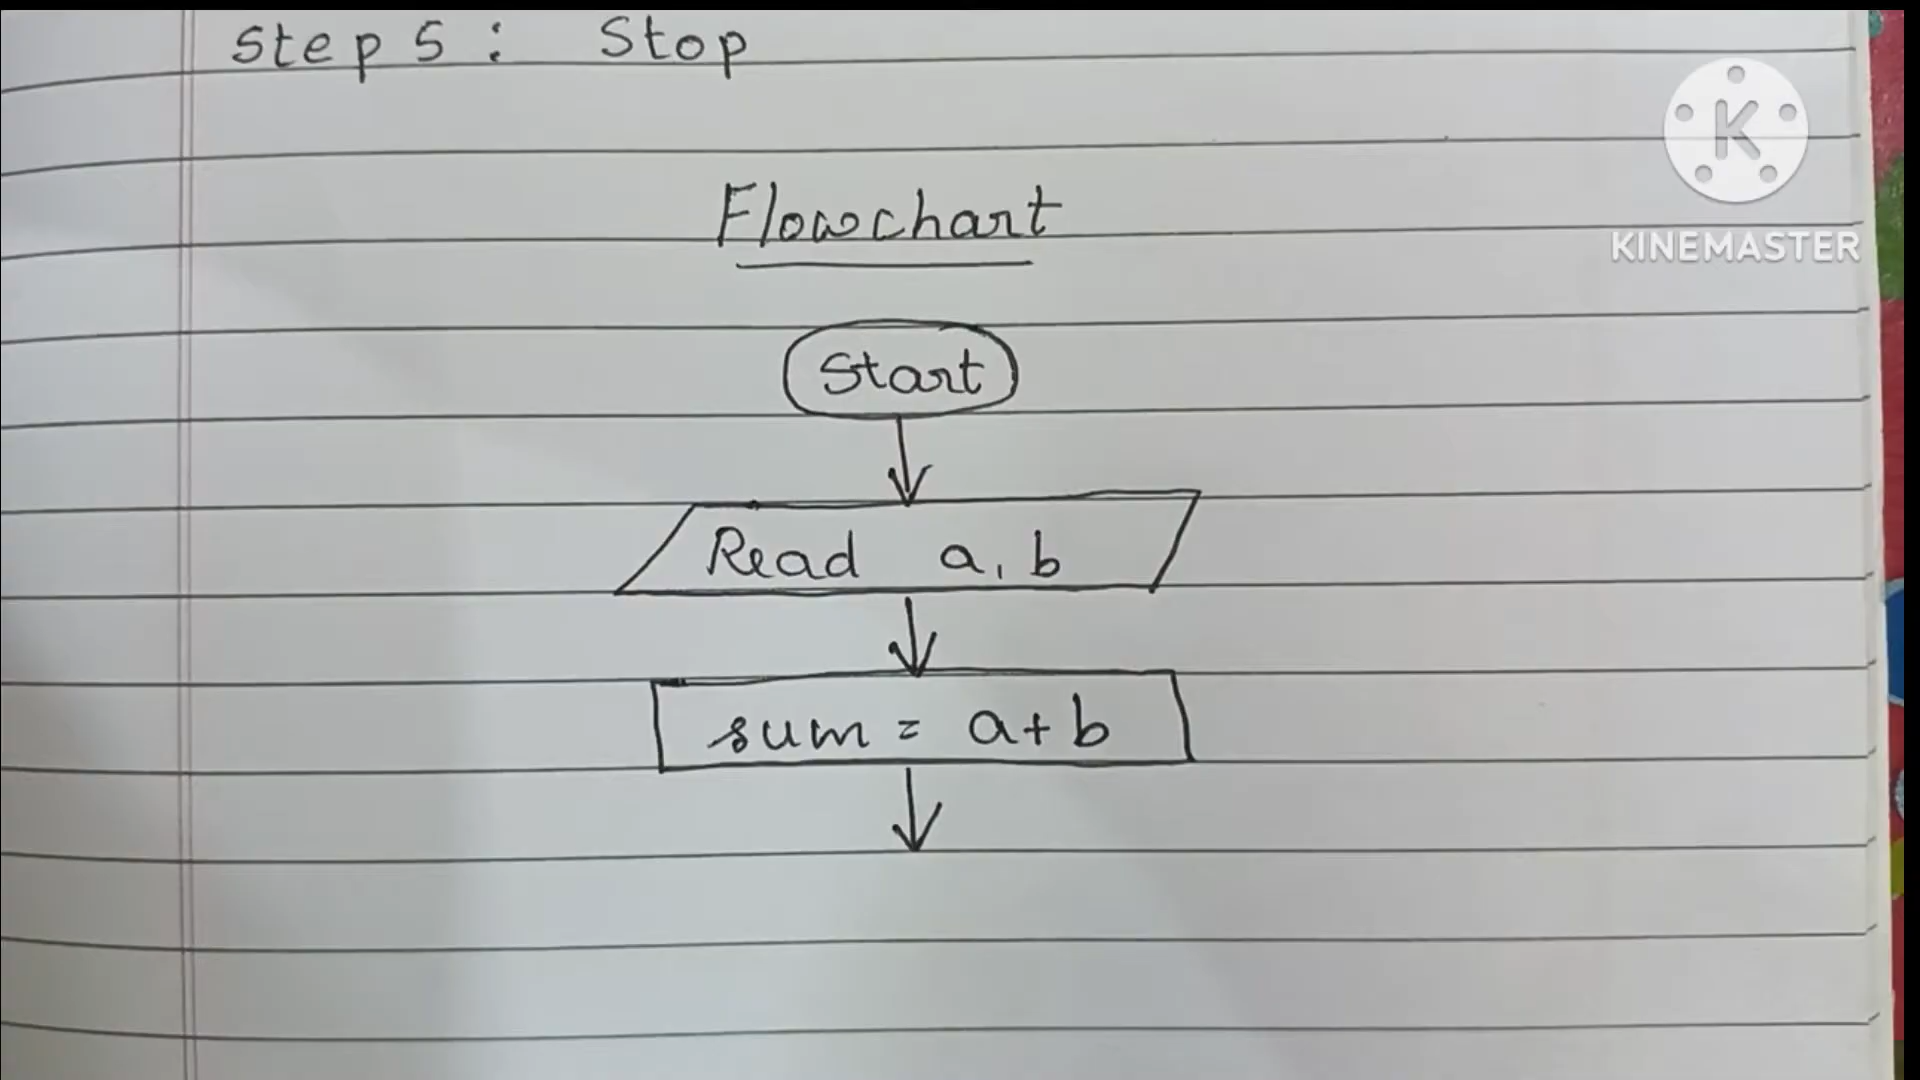 Step 5 : Stop
Flowchart
K
KINEMASTER
Start
Read a, b
sum = a+b